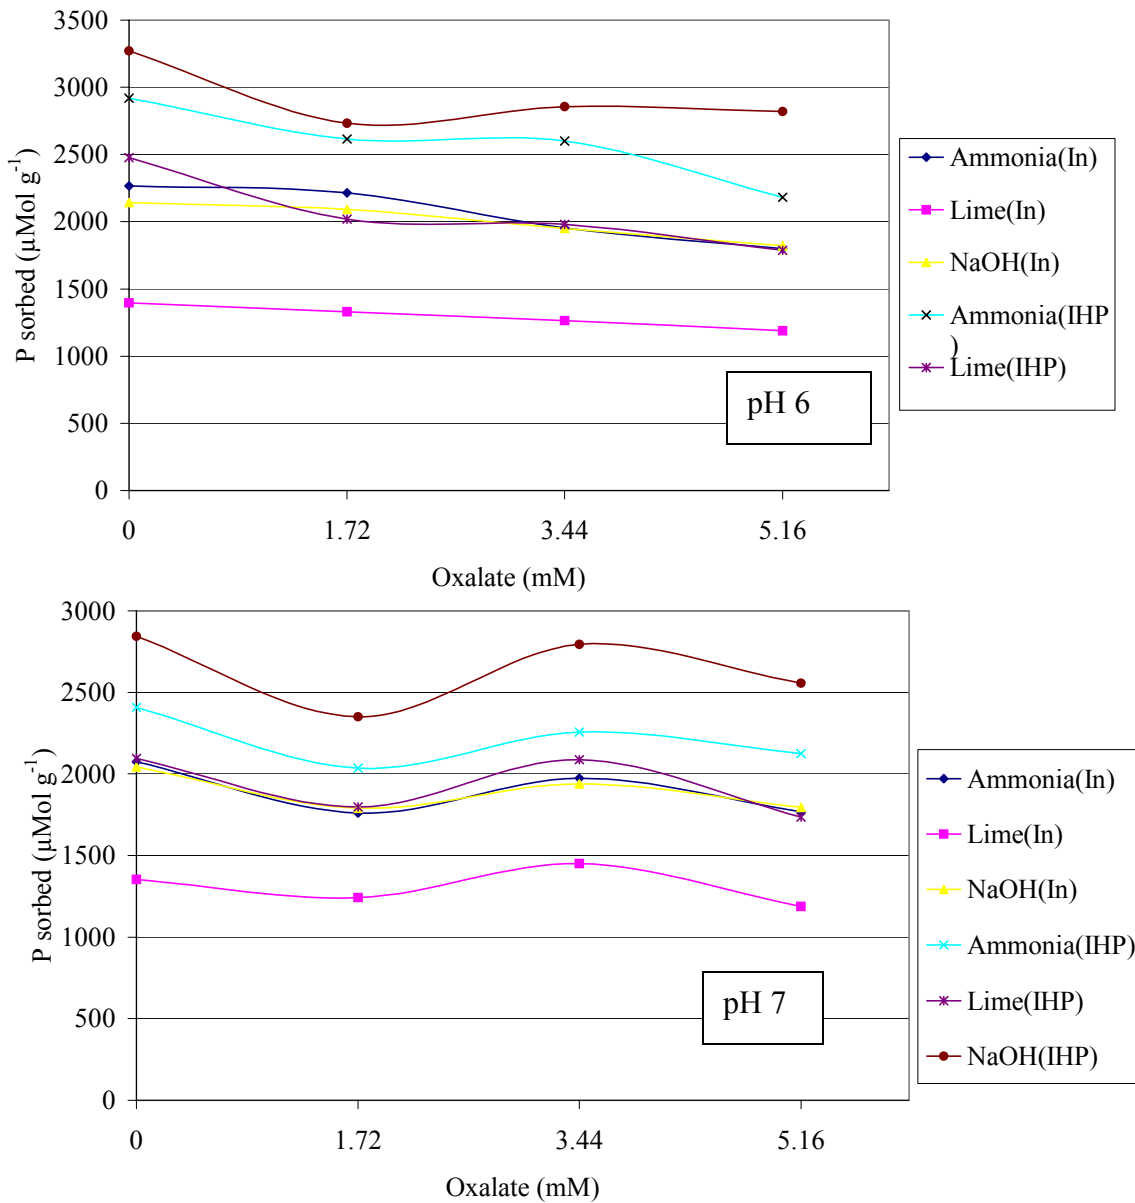 3500
3000
2500
2000
1500
1000
500
0
P sorbed (µMol g-1)
0 1.72 3.44 5.16
Oxalate (mM)
pH 6
Ammonia(In)
Lime(In)
NaOH(In)
Ammonia(IHP
)
Lime(IHP)
3000
2500
2000
1500
1000
500
0
P sorbed (µMol g-1)
0 1.72 3.44 5.16
Oxalate (mM)
pH 7
Ammonia(In)
Lime(In)
NaOH(In)
Ammonia(IHP)
Lime(IHP)
NaOH(IHP)